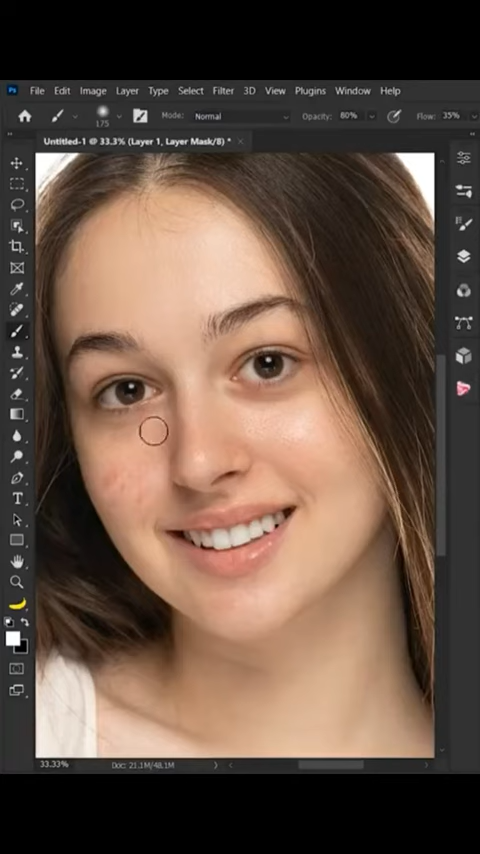 Ps File Edit Image Layer Type Select Filter 3D View Plugins Window Help
175 Mode: Normal Opacity: 80% Flow: 35%
Untitled-1 @ 33.3% (Layer 1, Layer Mask/8) *
T
33.33% Doc: 21.1M/48.1M